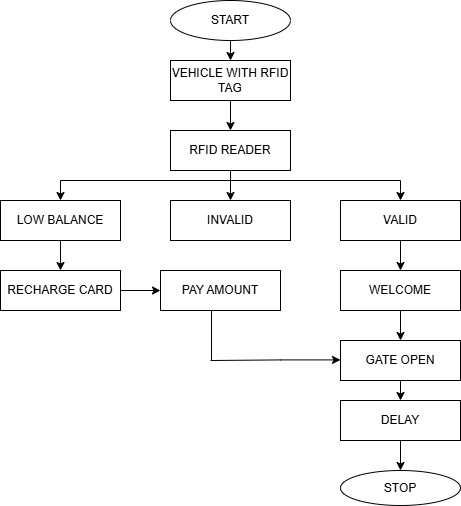 START
VEHICLE WITH RFID
TAG
RFID READER
LOW BALANCE
INVALID
VALID
RECHARGE CARD
PAY AMOUNT
WELCOME
GATE OPEN
DELAY
STOP